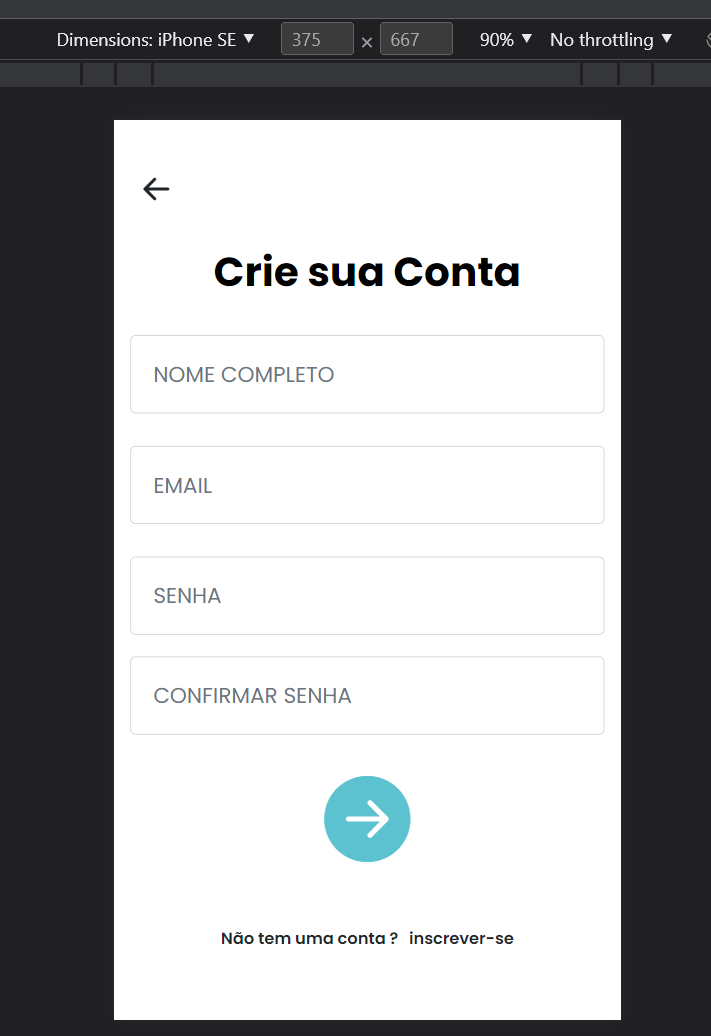 Dimensions: iPhone SE ▼ 375 × 667 90% ▼ No throttling ▼
Crie sua Conta
NOME COMPLETO
EMAIL
SENHA
CONFIRMAR SENHA
Não tem uma conta ? inscrever-se